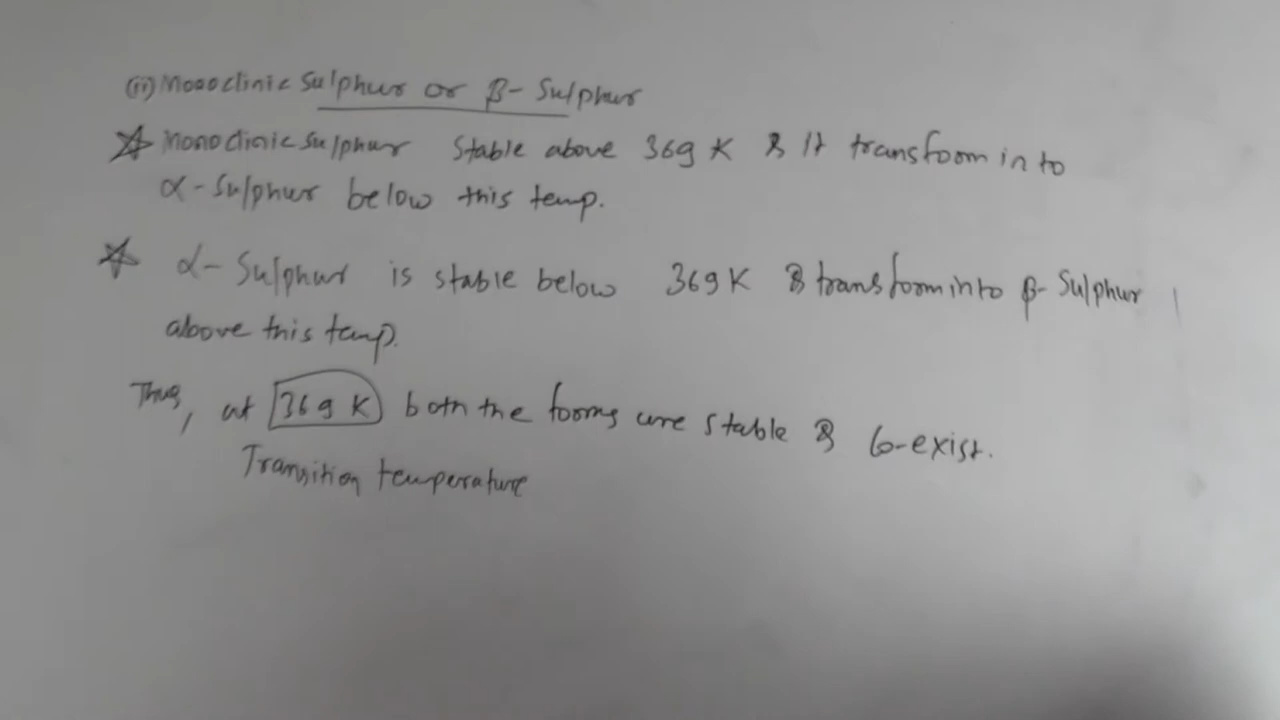 (ii) Monoclinic Sulphur or β- Sulphur
☆ Monoclinic Sulphur Stable above 369 K & It transform in to
α-Sulphur below this temp.
☆ α- Sulphur is stable below 369 K & transform into β- Sulphur
above this temp.
Thus, at 369 K both the forms are stable & Co-exist.
Transition temperature